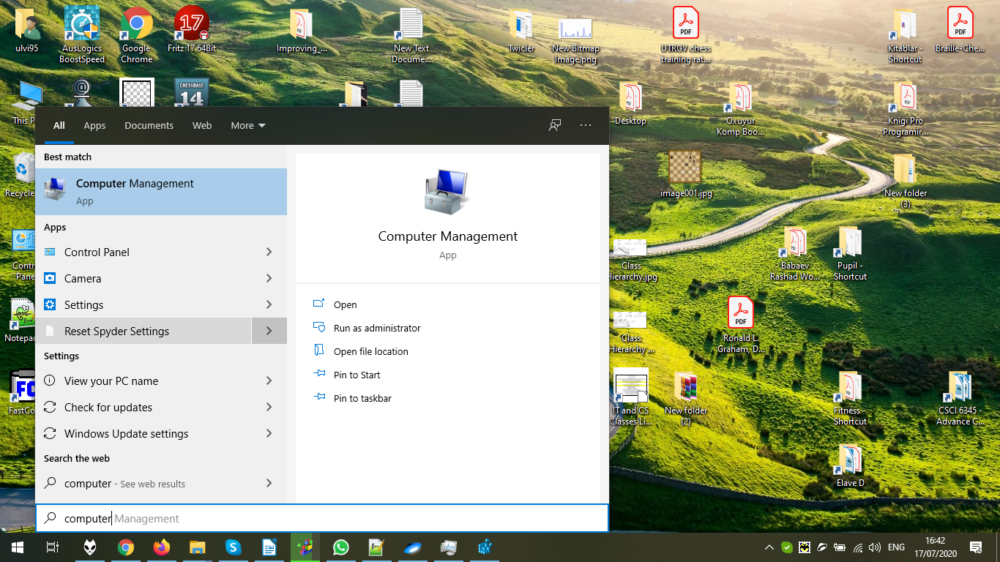 ulvi95
AusLogics
BoostSpeed
Google
Chrome
17
Fritz 17 64Bit
Improving_...
New Text
Docume...
Twicler
New Bitmap
Image.png
PDF
UTRGV chess
training rat...
Kitablar -
Shortcut
PDF
Braille-Che...
This P
CHESSBASE
14
Desktop
Oxuyur
Komp Boo...
Knigi Pro
Programir...
All
Apps
Documents
Web
More
Best match
Computer Management
App
Apps
Control Panel
Camera
Settings
Reset Spyder Settings
Settings
View your PC name
Check for updates
Windows Update settings
Search the web
computer - See web results
computer Management
Computer Management
App
Open
Run as administrator
Open file location
Pin to Start
Pin to taskbar
Recycle
Contr
Pane
Notepad
FC
FastCo
image001.jpg
New folder
(3)
Class
Hierarchy.jpg
Babaev
Rashad Wo...
Pupil -
Shortcut
Class
Hierarchy ...
PDF
Ronald L.
Graham, D...
IT and CS
Classes Li...
New folder
(2)
Fitness -
Shortcut
CSCI 6345 -
Advance C...
Elave D
ENG
16:42
17/07/2020